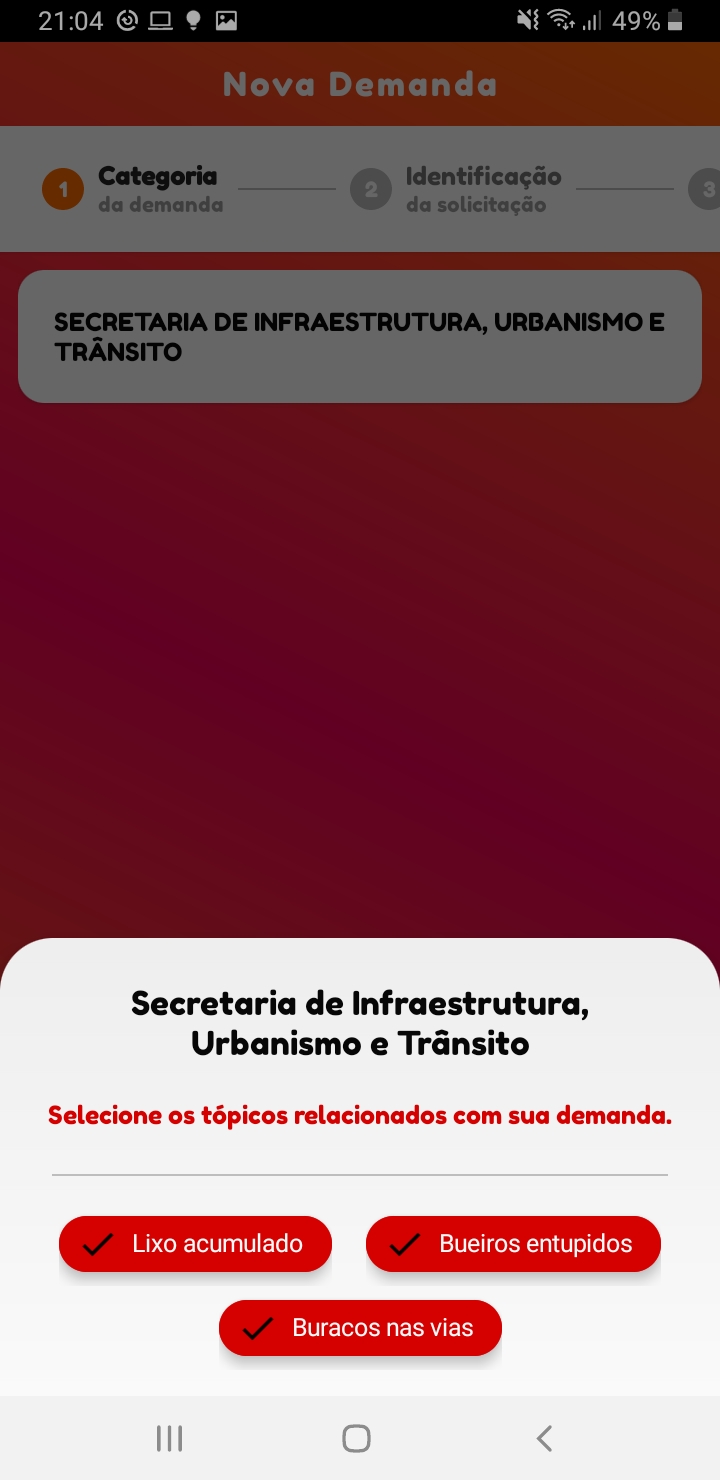 21:04
49%
Nova Demanda
1
Categoria
da demanda
2
Identificação
da solicitação
3
SECRETARIA DE INFRAESTRUTURA, URBANISMO E
TRÂNSITO
Secretaria de Infraestrutura,
Urbanismo e Trânsito
Selecione os tópicos relacionados com sua demanda.
Lixo acumulado
Bueiros entupidos
Buracos nas vias